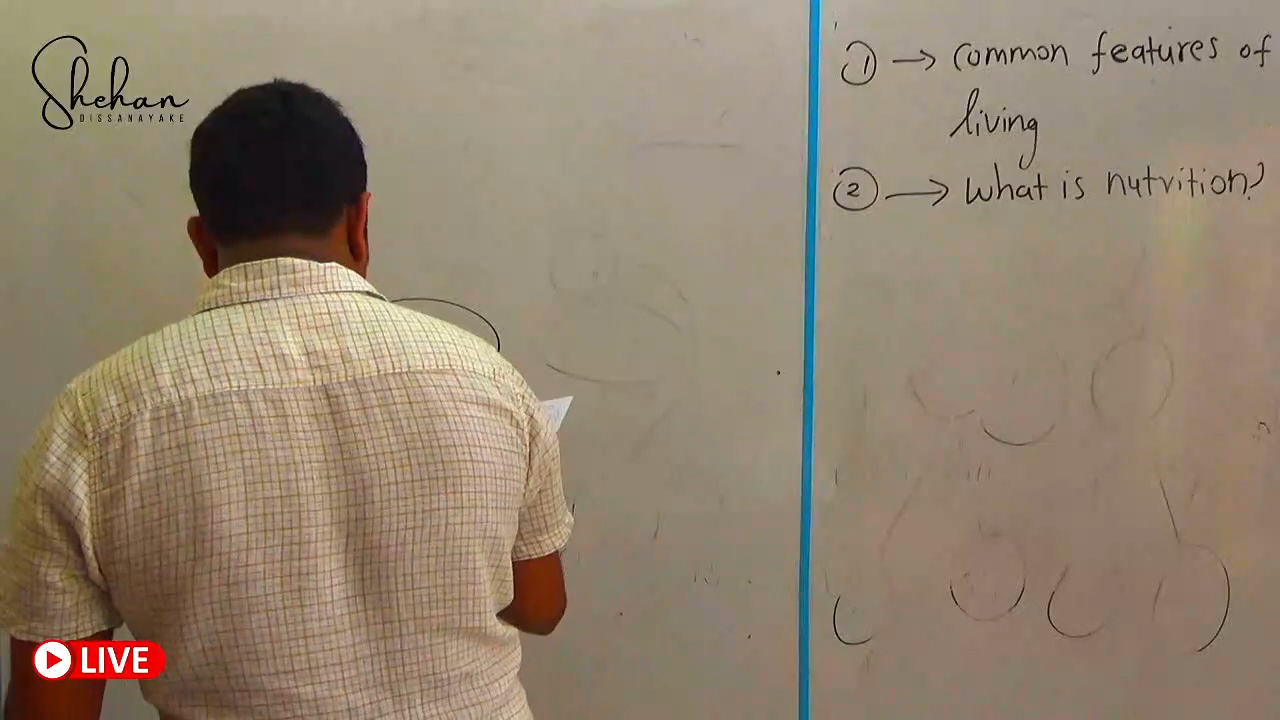 Shehan
DISSANAYAKE
① → common features of
living
② → What is nutrition?
LIVE